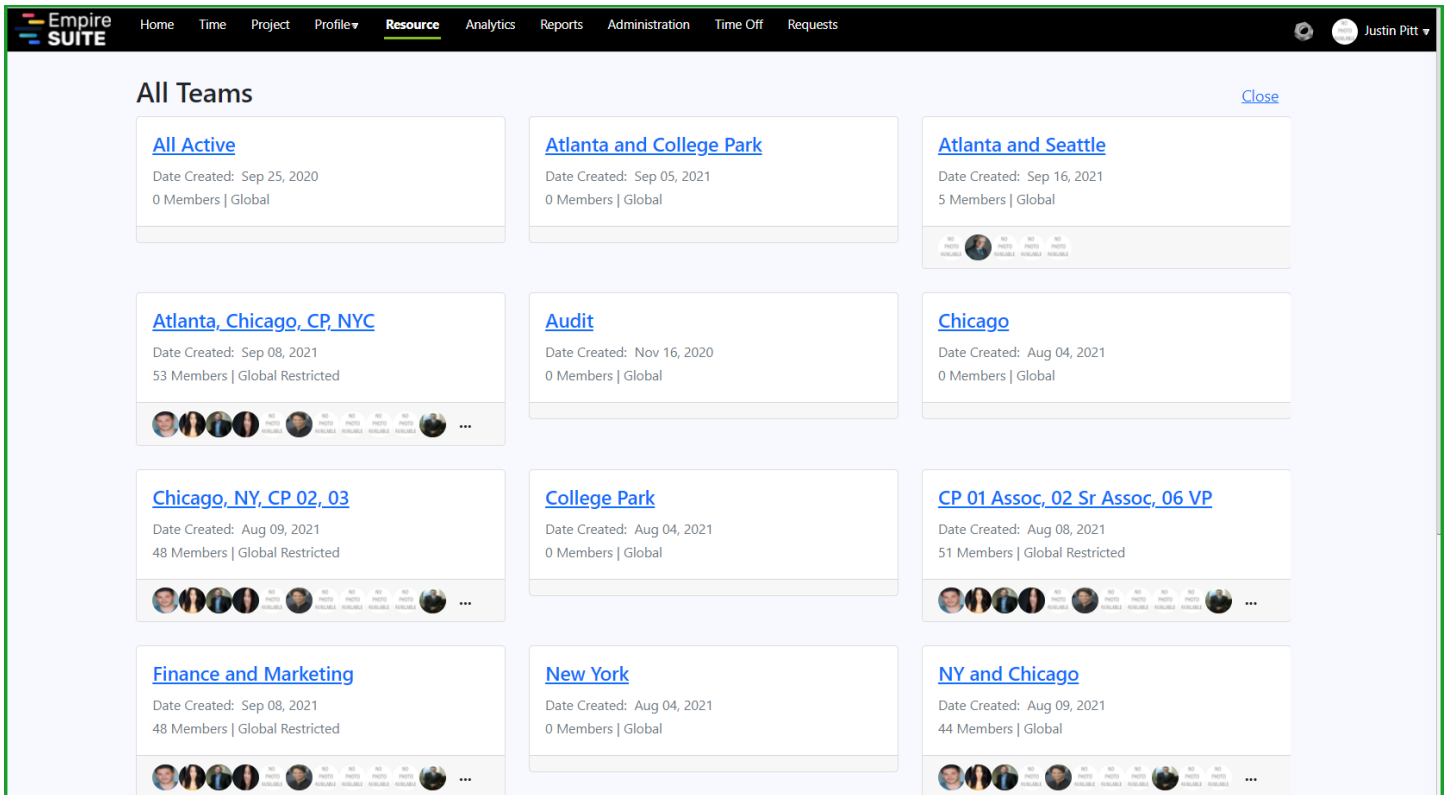 Empire
SUITE
Home Time Project Profile▾ Resource Analytics Reports Administration Time Off Requests
Justin Pitt ▾
All Teams
Close
All Active
Date Created: Sep 25, 2020
0 Members | Global
Atlanta and College Park
Date Created: Sep 05, 2021
0 Members | Global
Atlanta and Seattle
Date Created: Sep 16, 2021
5 Members | Global
Atlanta, Chicago, CP, NYC
Date Created: Sep 08, 2021
53 Members | Global Restricted
...
Audit
Date Created: Nov 16, 2020
0 Members | Global
Chicago
Date Created: Aug 04, 2021
0 Members | Global
Chicago, NY, CP 02, 03
Date Created: Aug 09, 2021
48 Members | Global Restricted
...
College Park
Date Created: Aug 04, 2021
0 Members | Global
CP 01 Assoc, 02 Sr Assoc, 06 VP
Date Created: Aug 08, 2021
51 Members | Global Restricted
...
Finance and Marketing
Date Created: Sep 08, 2021
48 Members | Global Restricted
...
New York
Date Created: Aug 04, 2021
0 Members | Global
NY and Chicago
Date Created: Aug 09, 2021
44 Members | Global
...